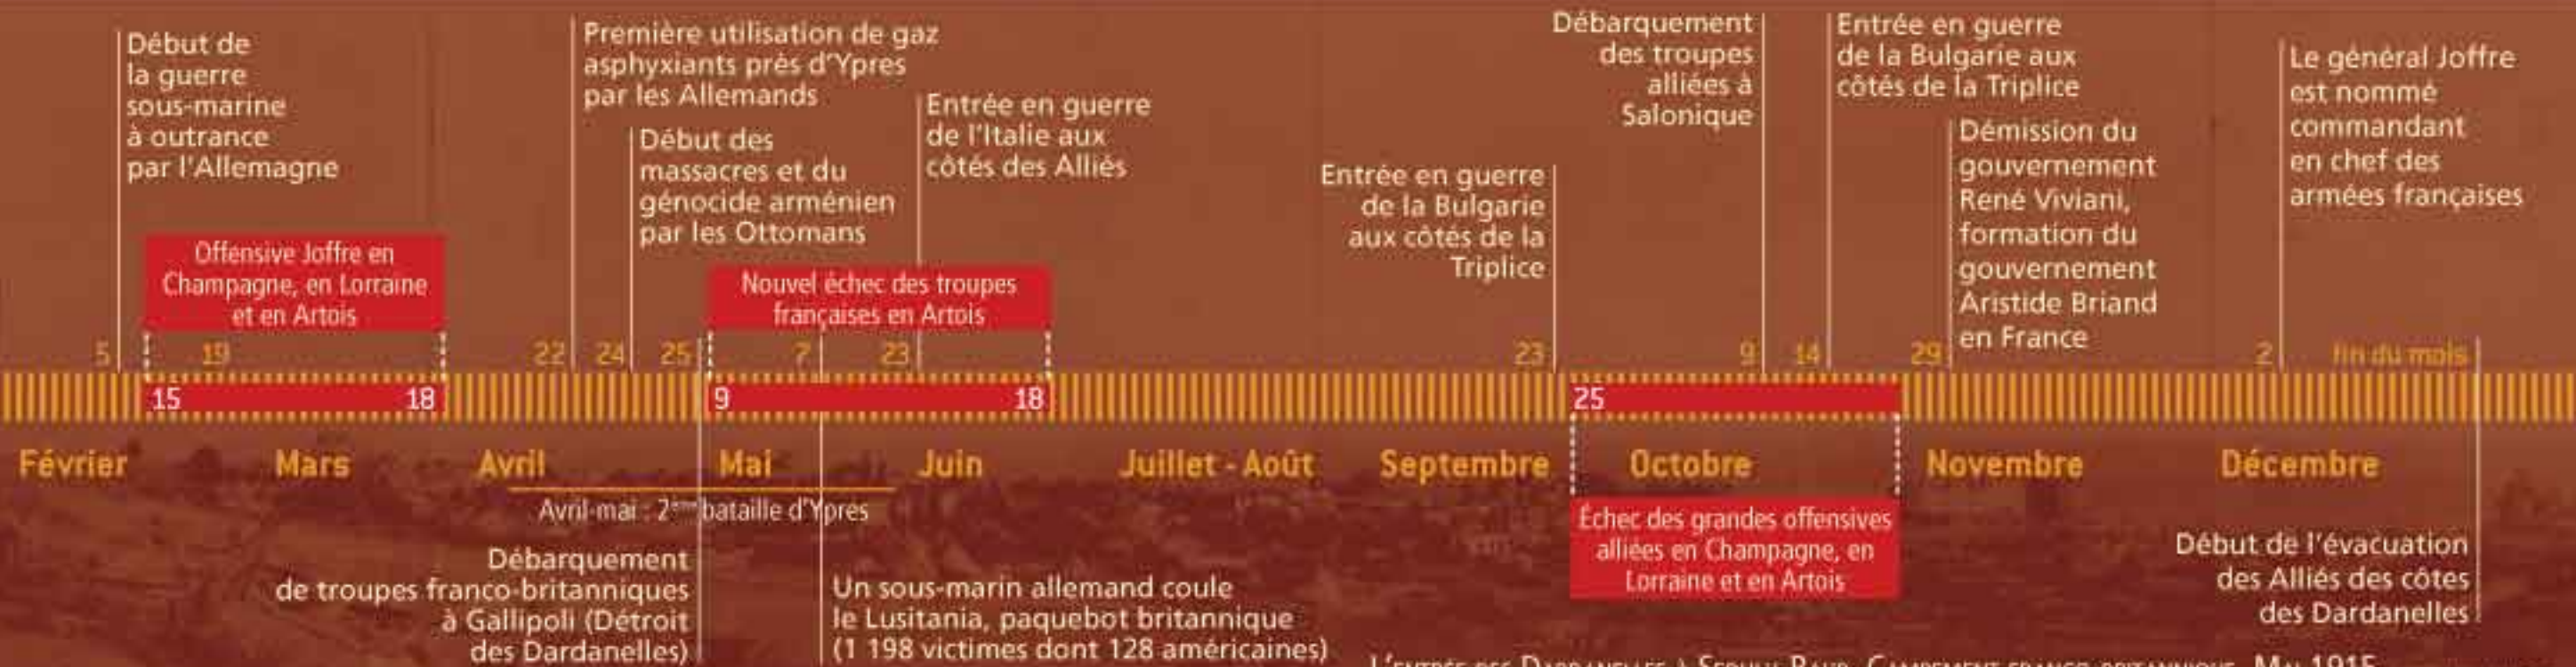 Début de
la guerre
sous-marine
à outrance
par l'Allemagne
Offensive Joffre en
Champagne, en Lorraine
et en Artois
Première utilisation de gaz
asphyxiants près d'Ypres
par les Allemands
Début des
massacres et du
génocide arménien
par les Ottomans
Entrée en guerre
de l'Italie aux
côtés des Alliés
Nouvel échec des troupes
françaises en Artois
Entrée en guerre
de la Bulgarie
aux côtés de la
Triplice
Débarquement
des troupes
alliées à
Salonique
Entrée en guerre
de la Bulgarie aux
côtés de la Triplice
Démission du
gouvernement
René Viviani,
formation du
gouvernement
Aristide Briand
en France
Le général Joffre
est nommé
commandant
en chef des
armées françaises
5 19 22 24 25 7 23 23 9 14 29 2 fin du mois
15 18 9 18 25
Février Mars Avril Mai Juin Juillet - Août Septembre Octobre Novembre Décembre
Avril-mai : 2ème bataille d'Ypres
Débarquement
de troupes franco-britanniques
à Gallipoli (Détroit
des Dardanelles)
Un sous-marin allemand coule
le Lusitania, paquebot britannique
(1 198 victimes dont 128 américaines)
Échec des grandes offensives
alliées en Champagne, en
Lorraine et en Artois
Début de l'évacuation
des Alliés des côtes
des Dardanelles
L'entrée des Dardanelles à